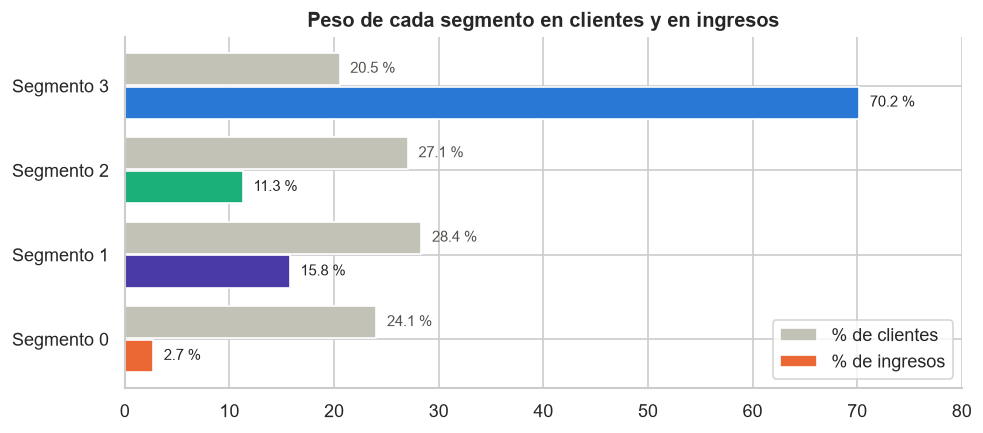 Peso de cada segmento en clientes y en ingresos
Segmento 3
20.5 %
70.2 %
Segmento 2
27.1 %
11.3 %
Segmento 1
28.4 %
15.8 %
Segmento 0
24.1 %
2.7 %
% de clientes
% de ingresos
0 10 20 30 40 50 60 70 80